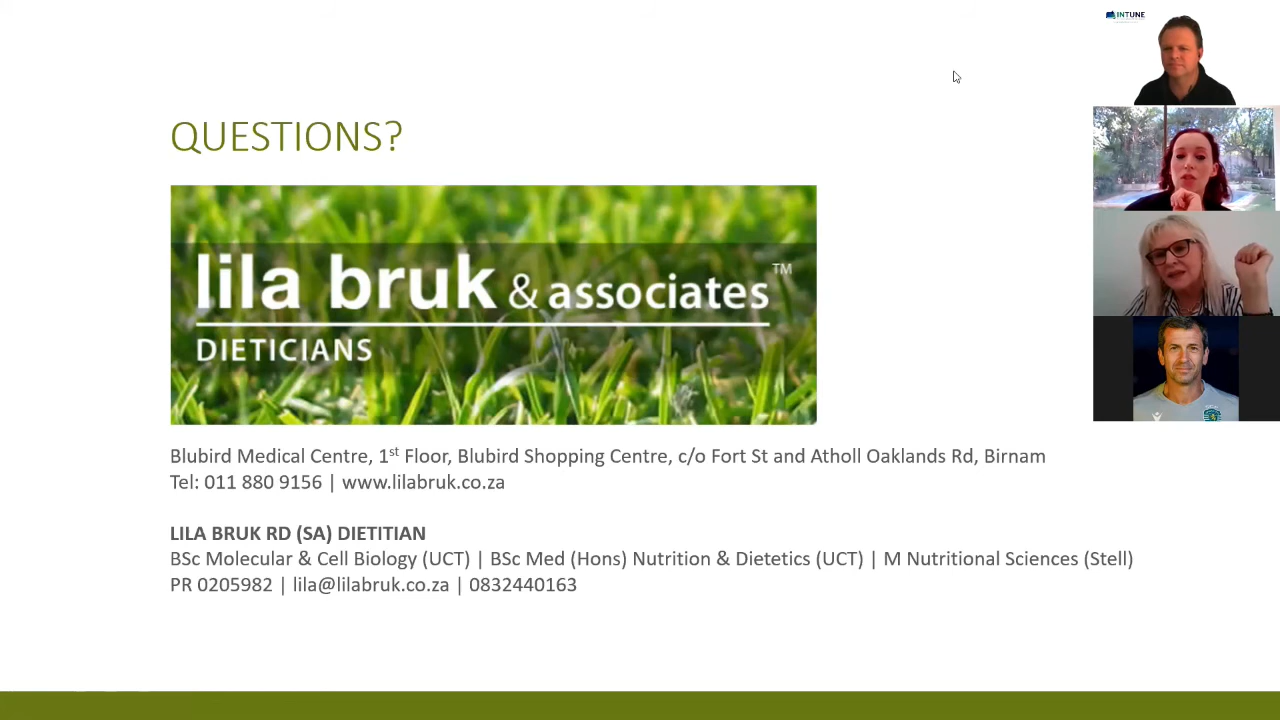 INTUNE
QUESTIONS?
lila bruk & associates™
DIETICIANS
Blubird Medical Centre, 1st Floor, Blubird Shopping Centre, c/o Fort St and Atholl Oaklands Rd, Birnam
Tel: 011 880 9156 | www.lilabruk.co.za
LILA BRUK RD (SA) DIETITIAN
BSc Molecular & Cell Biology (UCT) | BSc Med (Hons) Nutrition & Dietetics (UCT) | M Nutritional Sciences (Stell)
PR 0205982 | lila@lilabruk.co.za | 0832440163